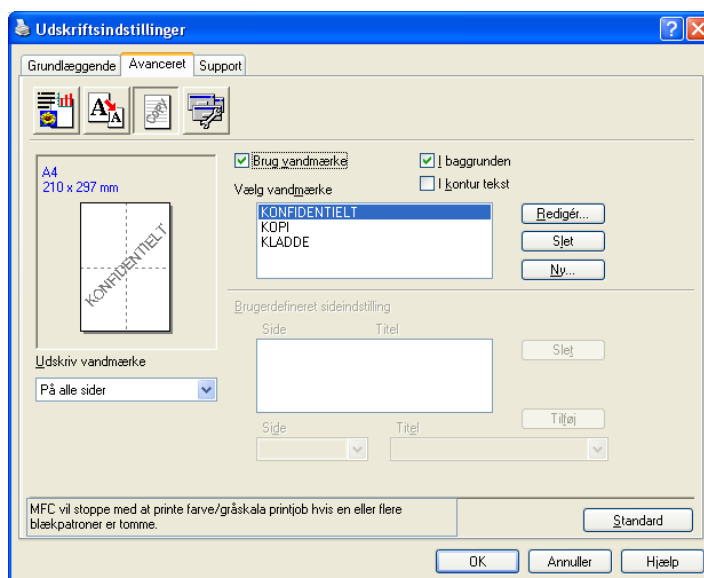 Udskriftsindstillinger
Grundlæggende Avanceret Support
A A
COPY
A4
210 x 297 mm
KONFIDENTIELT
Udskriv vandmærke
På alle sider
Brug vandmærke
I baggrunden
I kontur tekst
Vælg vandmærke
KONFIDENTIELT
KOPI
KLADDE
Redigér...
Slet
Ny...
Brugerdefineret sideindstilling
Side Titel
Slet
Tilføj
Side Titel
MFC vil stoppe med at printe farve/gråskala printjob hvis en eller flere
blækpatroner er tomme.
Standard
OK Annuller Hjælp